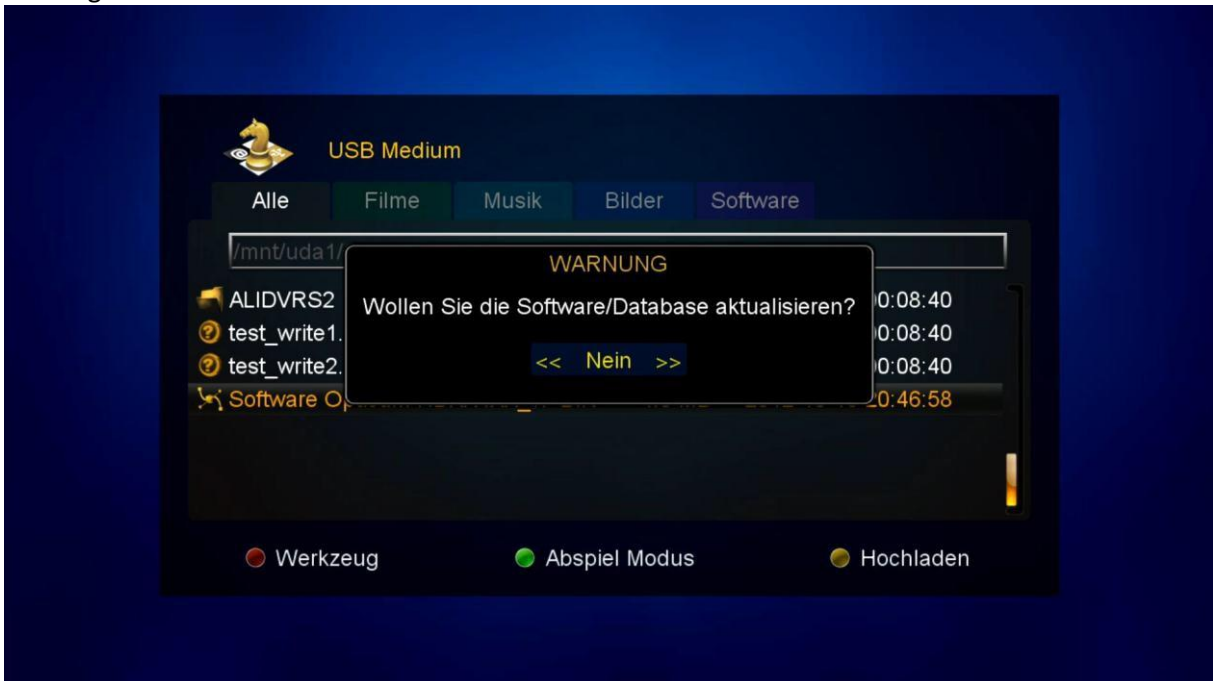 USB Medium
Alle Filme Musik Bilder Software
/mnt/uda1/
WARNUNG
Wollen Sie die Software/Database aktualisieren?
<< Nein >>
ALIDVRS2 0:08:40
test_write1. 0:08:40
test_write2. 0:08:40
Software 20:46:58
Werkzeug Abspiel Modus Hochladen